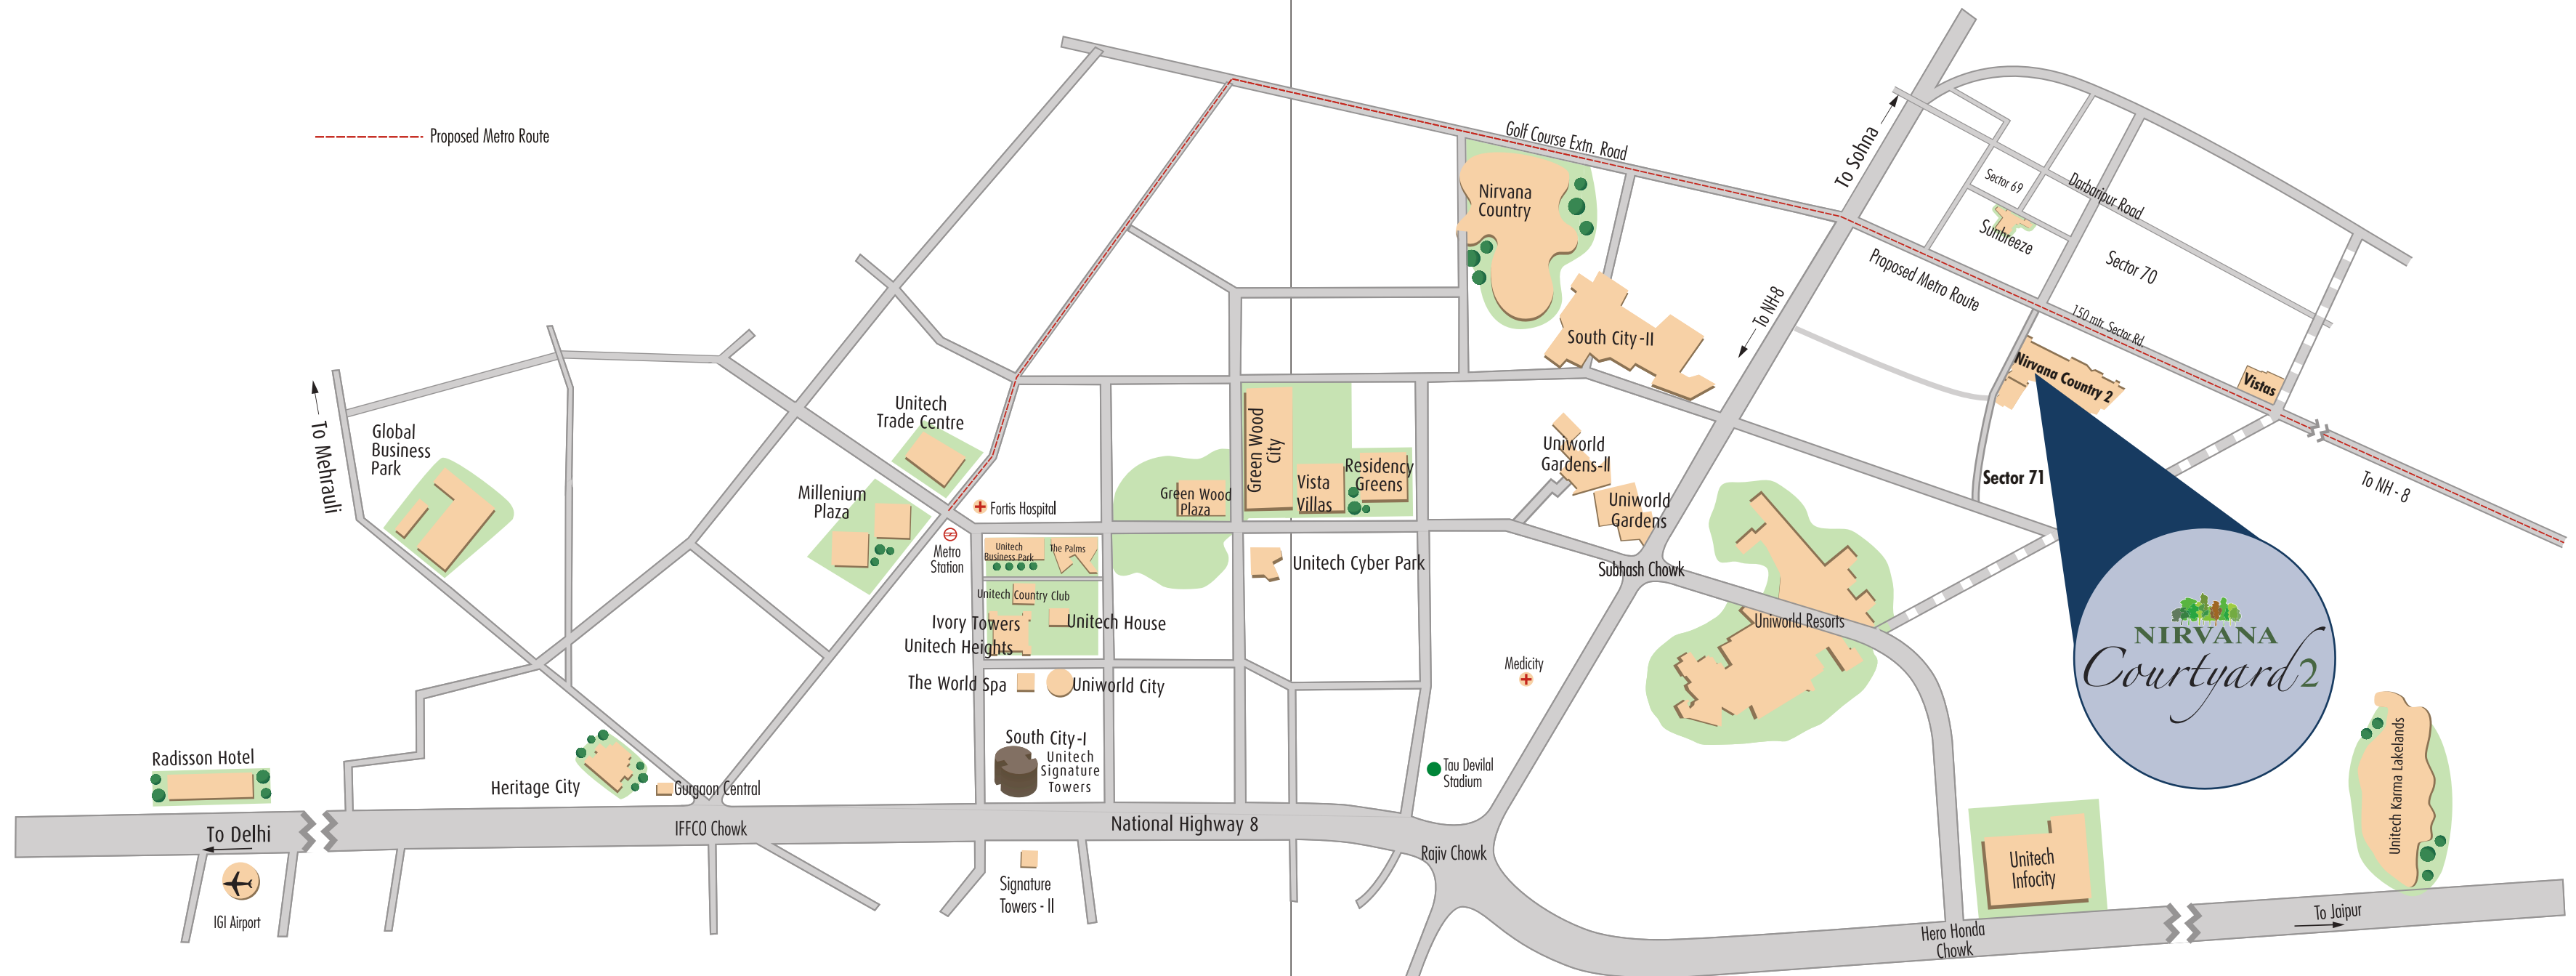 Proposed Metro Route
Golf Course Extn. Road
To Sohna
Nirvana
Country
Sector 69
Darbaripur Road
Sunbreeze
Sector 70
Proposed Metro Route
150 mtr. Sector Rd.
To NH-8
South City-II
Nirvana Country 2
Vistas
To Mehrauli
Global
Business
Park
Unitech
Trade Centre
Millenium
Plaza
Fortis Hospital
Metro
Station
Green Wood
Plaza
Green Wood
City
Vista
Villas
Residency
Greens
Uniworld
Gardens-II
Uniworld
Gardens
Sector 71
To NH - 8
Unitech
Business Park
The Palms
Unitech Cyber Park
Subhash Chowk
Unitech Country Club
Ivory Towers
Unitech House
Unitech Heights
Uniworld Resorts
The World Spa
Uniworld City
Medicity
NIRVANA
Courtyard 2
South City-I
Unitech
Signature
Towers
Tau Devilal
Stadium
Radisson Hotel
Heritage City
Gurgaon Central
Unitech Karma Lakelands
To Delhi
IFFCO Chowk
National Highway 8
Rajiv Chowk
Unitech
Infocity
IGI Airport
Signature
Towers - II
Hero Honda
Chowk
To Jaipur